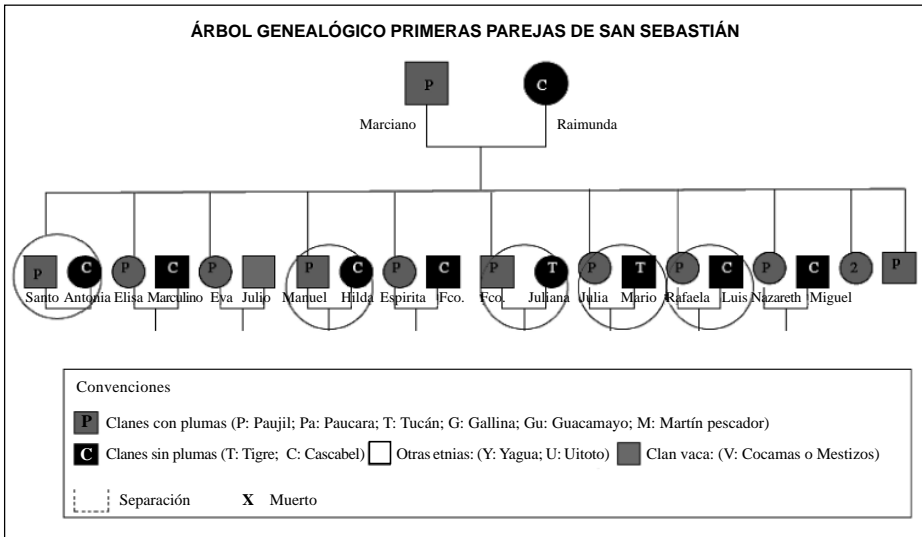 ÁRBOL GENEALÓGICO PRIMERAS PAREJAS DE SAN SEBASTIÁN
P C
Marciano Raimunda
P C P C P P C P C P T P T P C P C 2 P
Santo Antonia Elisa Marculino Eva Julio Manuel Hilda Espirita Fco. Fco. Juliana Julia Mario Rafaela Luis Nazareth Miguel
Convenciones
P Clanes con plumas (P: Paujil; Pa: Paucara; T: Tucán; G: Gallina; Gu: Guacamayo; M: Martín pescador)
C Clanes sin plumas (T: Tigre; C: Cascabel) Otras etnias: (Y: Yagua; U: Uitoto) Clan vaca: (V: Cocamas o Mestizos)
Separación X Muerto